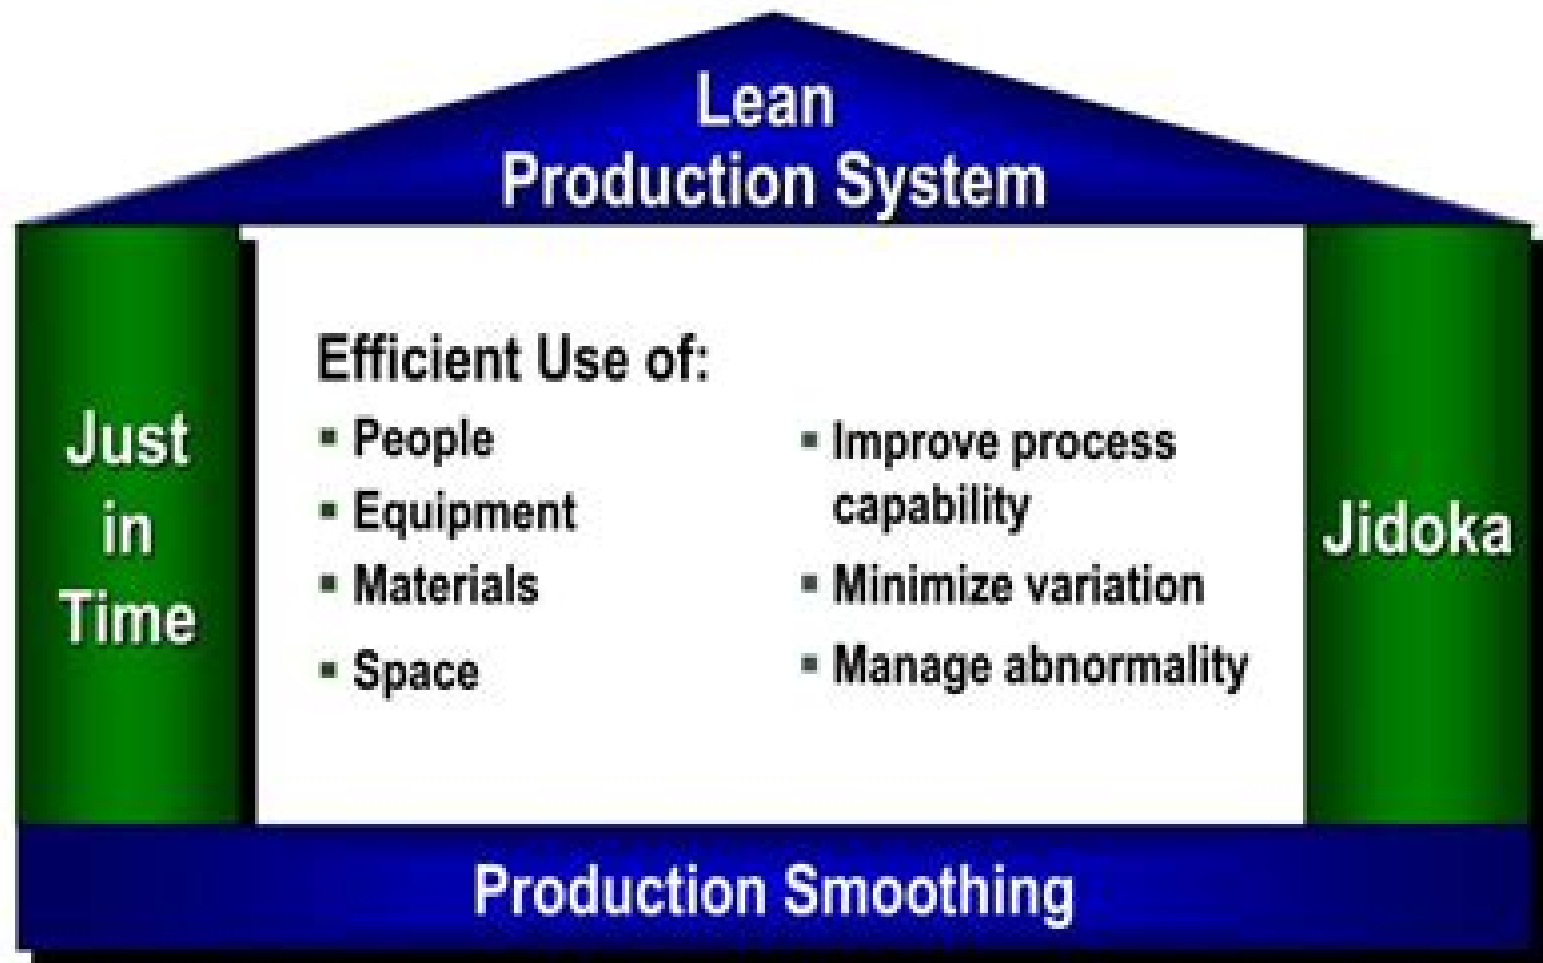 Lean
Production System
Just
in
Time
Efficient Use of:
▪ People
▪ Equipment
▪ Materials
▪ Space
▪ Improve process
capability
▪ Minimize variation
▪ Manage abnormality
Jidoka
Production Smoothing